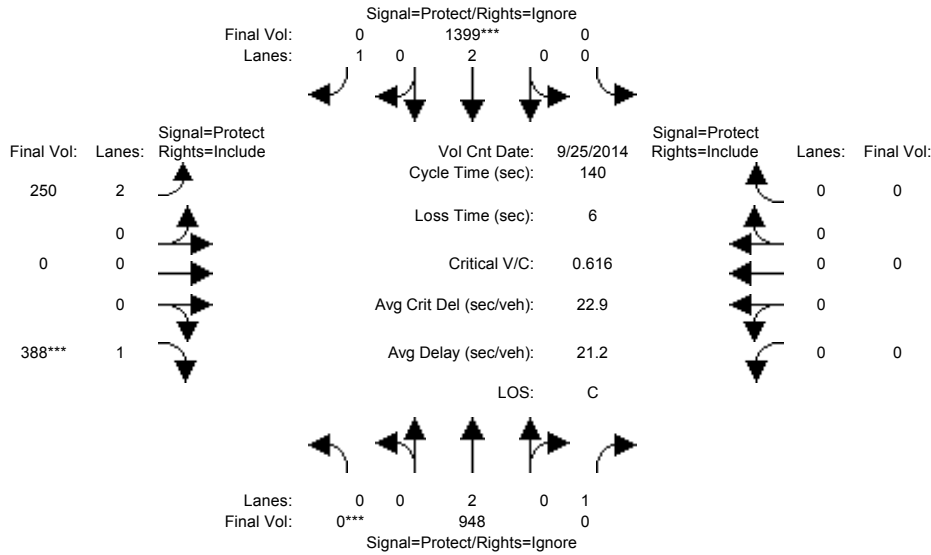 Signal=Protect/Rights=Ignore
Final Vol: 0 1399*** 0
Lanes: 1 0 2 0 0
Signal=Protect Signal=Protect
Final Vol: Lanes: Rights=Include Vol Cnt Date: 9/25/2014 Rights=Include Lanes: Final Vol:
Cycle Time (sec): 140
250 2 0 0
Loss Time (sec): 6
0 0
0 0 Critical V/C: 0.616 0 0
0 Avg Crit Del (sec/veh): 22.9 0
388*** 1 Avg Delay (sec/veh): 21.2 0 0
LOS: C
Lanes: 0 0 2 0 1
Final Vol: 0*** 948 0
Signal=Protect/Rights=Ignore